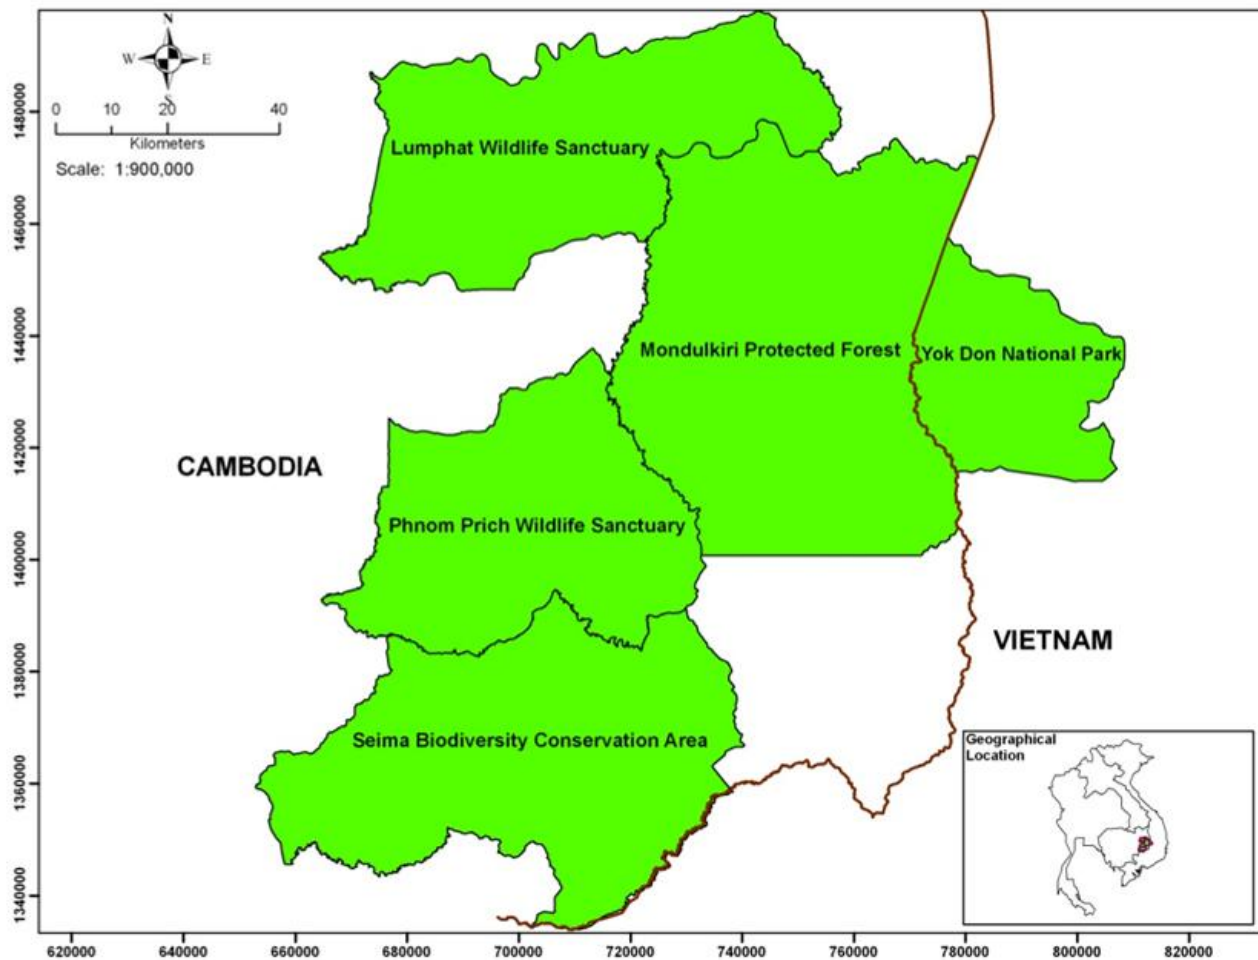 N
W E
S
0 10 20 40
Kilometers
Scale: 1:900,000
Lumphat Wildlife Sanctuary
Mondulkiri Protected Forest
Yok Don National Park
CAMBODIA
Phnom Prich Wildlife Sanctuary
VIETNAM
Seima Biodiversity Conservation Area
Geographical
Location
1480000
1460000
1440000
1420000
1400000
1380000
1360000
1340000
620000 640000 660000 680000 700000 720000 740000 760000 780000 800000 820000